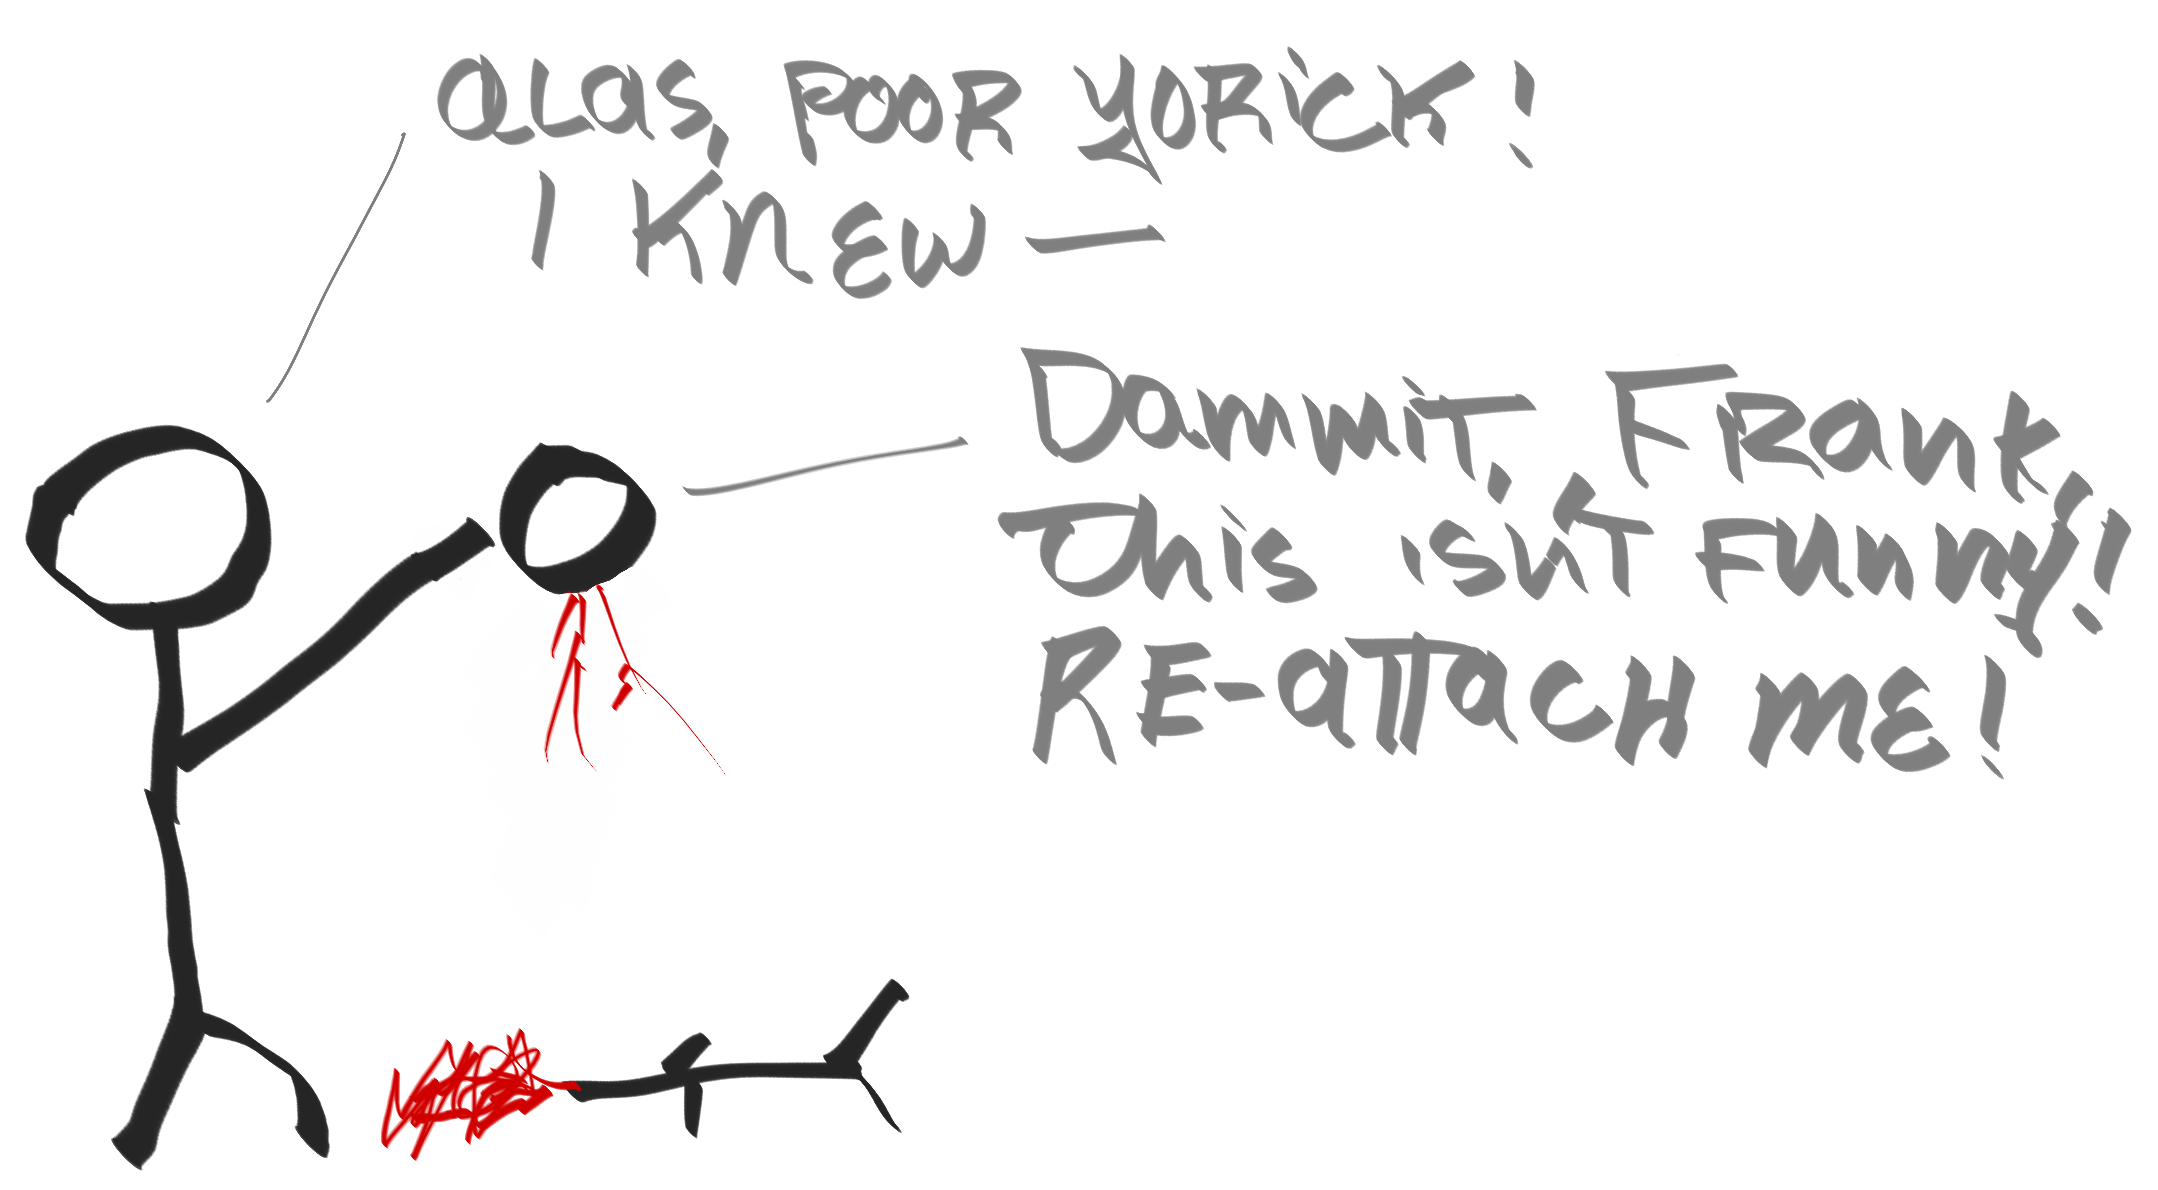 Alas, poor Yorick!
I knew—
Dammit, Frank,
this isn't funny!
Re-attach me!